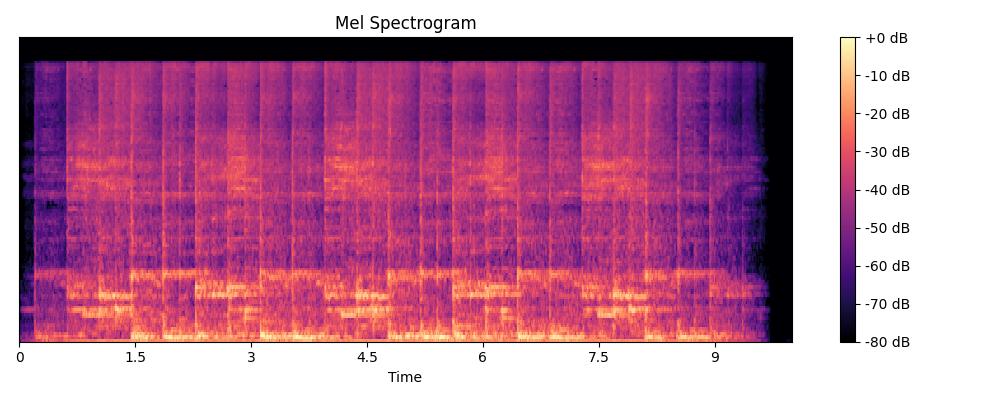 Mel Spectrogram
+0 dB
-10 dB
-20 dB
-30 dB
-40 dB
-50 dB
-60 dB
-70 dB
-80 dB
0 1.5 3 4.5 6 7.5 9
Time